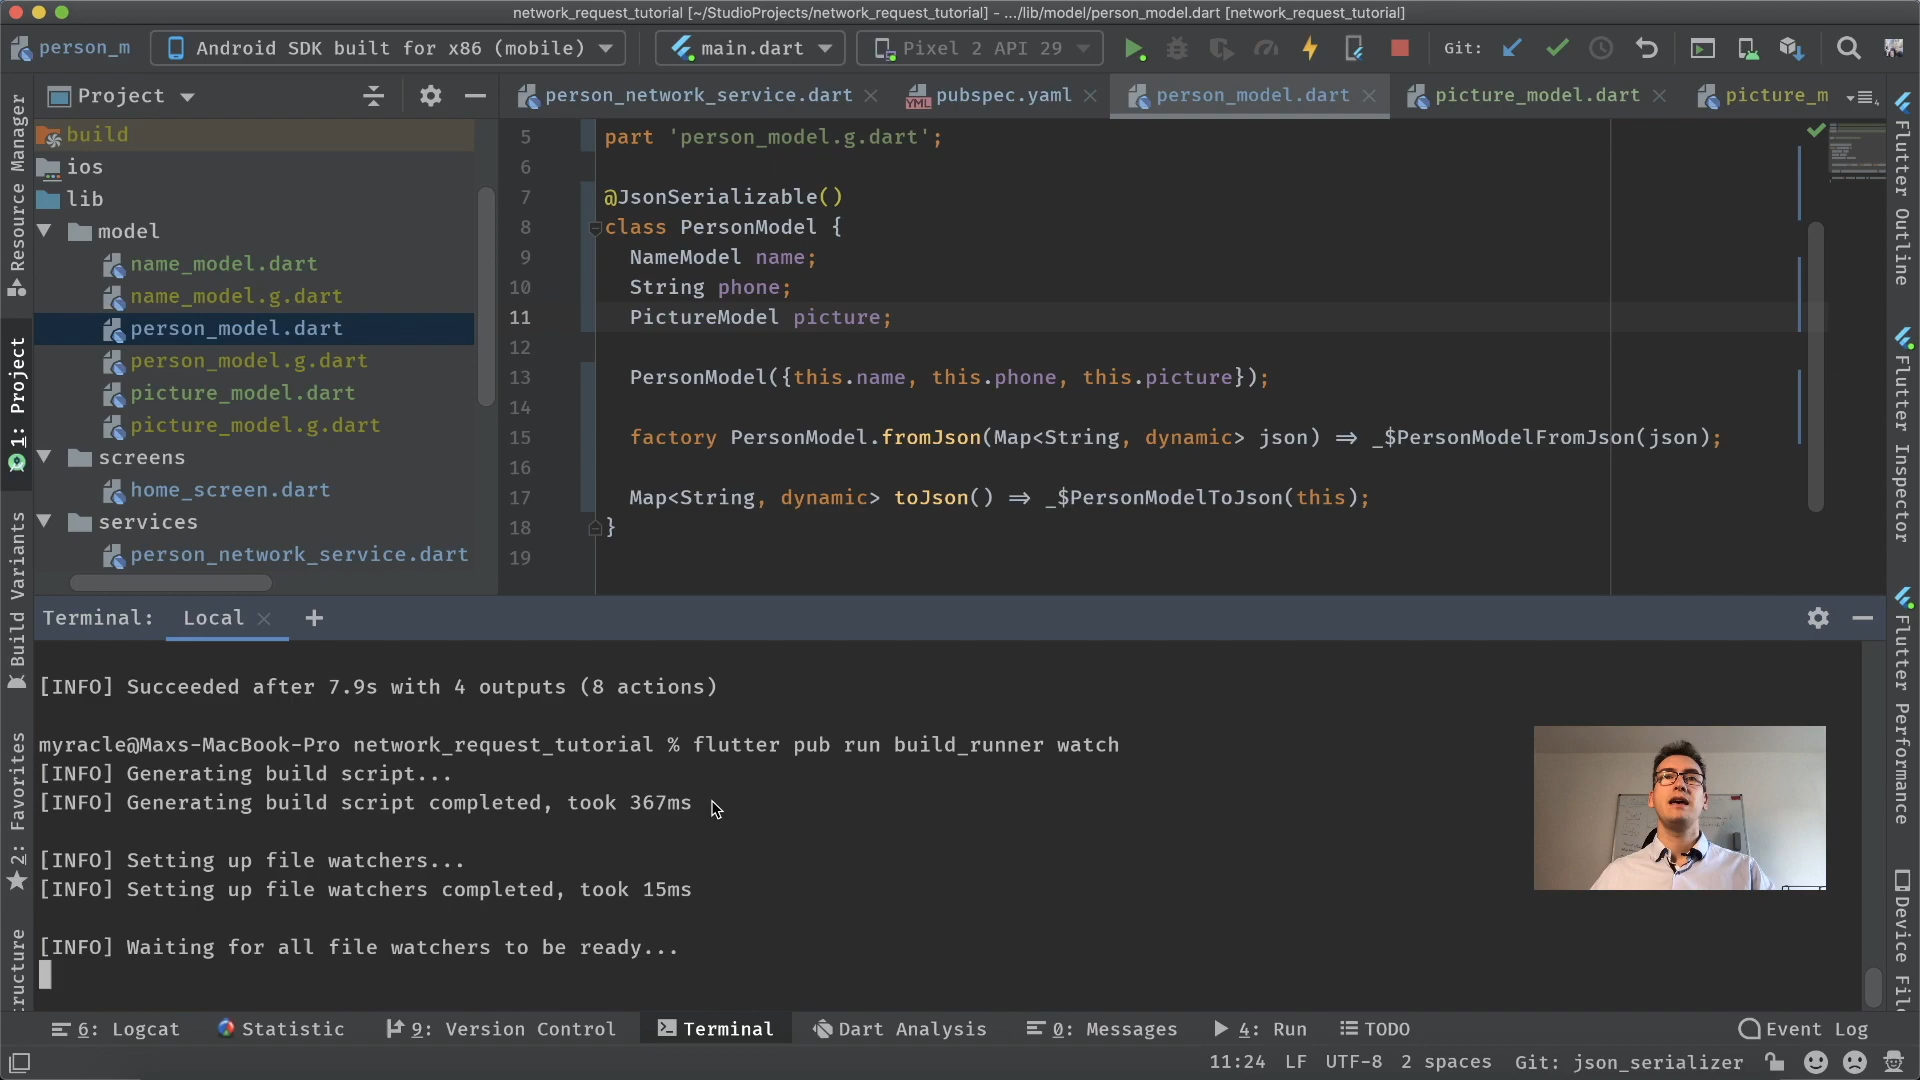 network_request_tutorial [~/StudioProjects/network_request_tutorial] - .../lib/model/person_model.dart [network_request_tutorial]
person_m
Android SDK built for x86 (mobile)
main.dart
Pixel 2 API 29
Git:
Project
person_network_service.dart
pubspec.yaml
person_model.dart
picture_model.dart
picture_m
build
ios
lib
model
name_model.dart
name_model.g.dart
person_model.dart
person_model.g.dart
picture_model.dart
picture_model.g.dart
screens
home_screen.dart
services
person_network_service.dart
5 part 'person_model.g.dart';
6
7 @JsonSerializable()
8 class PersonModel {
9 NameModel name;
10 String phone;
11 PictureModel picture;
12
13 PersonModel({this.name, this.phone, this.picture});
14
15 factory PersonModel.fromJson(Map<String, dynamic> json) => _$PersonModelFromJson(json);
16
17 Map<String, dynamic> toJson() => _$PersonModelToJson(this);
18 }
19
Resource Manager
1: Project
Build Variants
2: Favorites
ructure
Flutter Outline
Flutter Inspector
Flutter Performance
Device Fil
Terminal:
Local
[INFO] Succeeded after 7.9s with 4 outputs (8 actions)
myracle@Maxs-MacBook-Pro network_request_tutorial % flutter pub run build_runner watch
[INFO] Generating build script...
[INFO] Generating build script completed, took 367ms
[INFO] Setting up file watchers...
[INFO] Setting up file watchers completed, took 15ms
[INFO] Waiting for all file watchers to be ready...
6: Logcat
Statistic
9: Version Control
Terminal
Dart Analysis
0: Messages
4: Run
TODO
Event Log
11:24 LF UTF-8 2 spaces Git: json_serializer